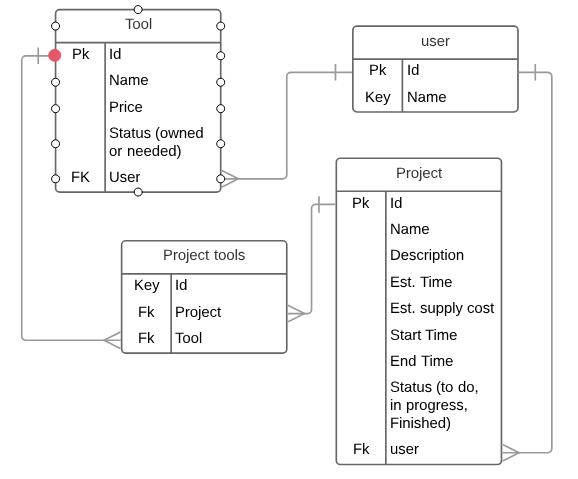 Tool
Pk Id
Name
Price
Status (owned
or needed)
FK User
user
Pk Id
Key Name
Project tools
Key Id
Fk Project
Fk Tool
Project
Pk Id
Name
Description
Est. Time
Est. supply cost
Start Time
End Time
Status (to do,
in progress,
Finished)
Fk user